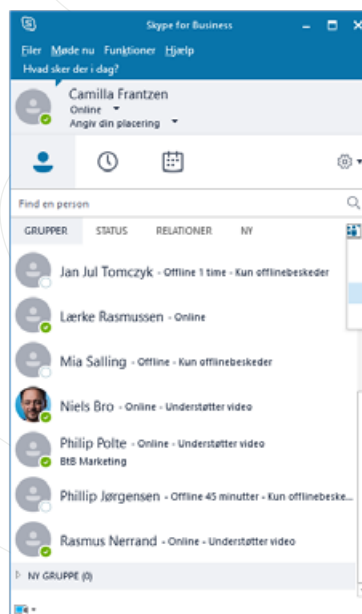 Skype for Business
Filer Møde nu Funktioner Hjælp
Hvad sker der i dag?
Camilla Frantzen
Online
Angiv din placering
Find en person
GRUPPER STATUS RELATIONER NY
Jan Jul Tomczyk - Offline 1 time - Kun offlinebeskeder
Lærke Rasmussen - Online
Mia Salling - Offline - Kun offlinebeskeder
Niels Bro - Online - Understøtter video
Philip Polte - Online - Understøtter video
BtB Marketing
Phillip Jørgensen - Offline 45 minutter - Kun offlinebeske...
Rasmus Nerrand - Online - Understøtter video
NY GRUPPE (0)